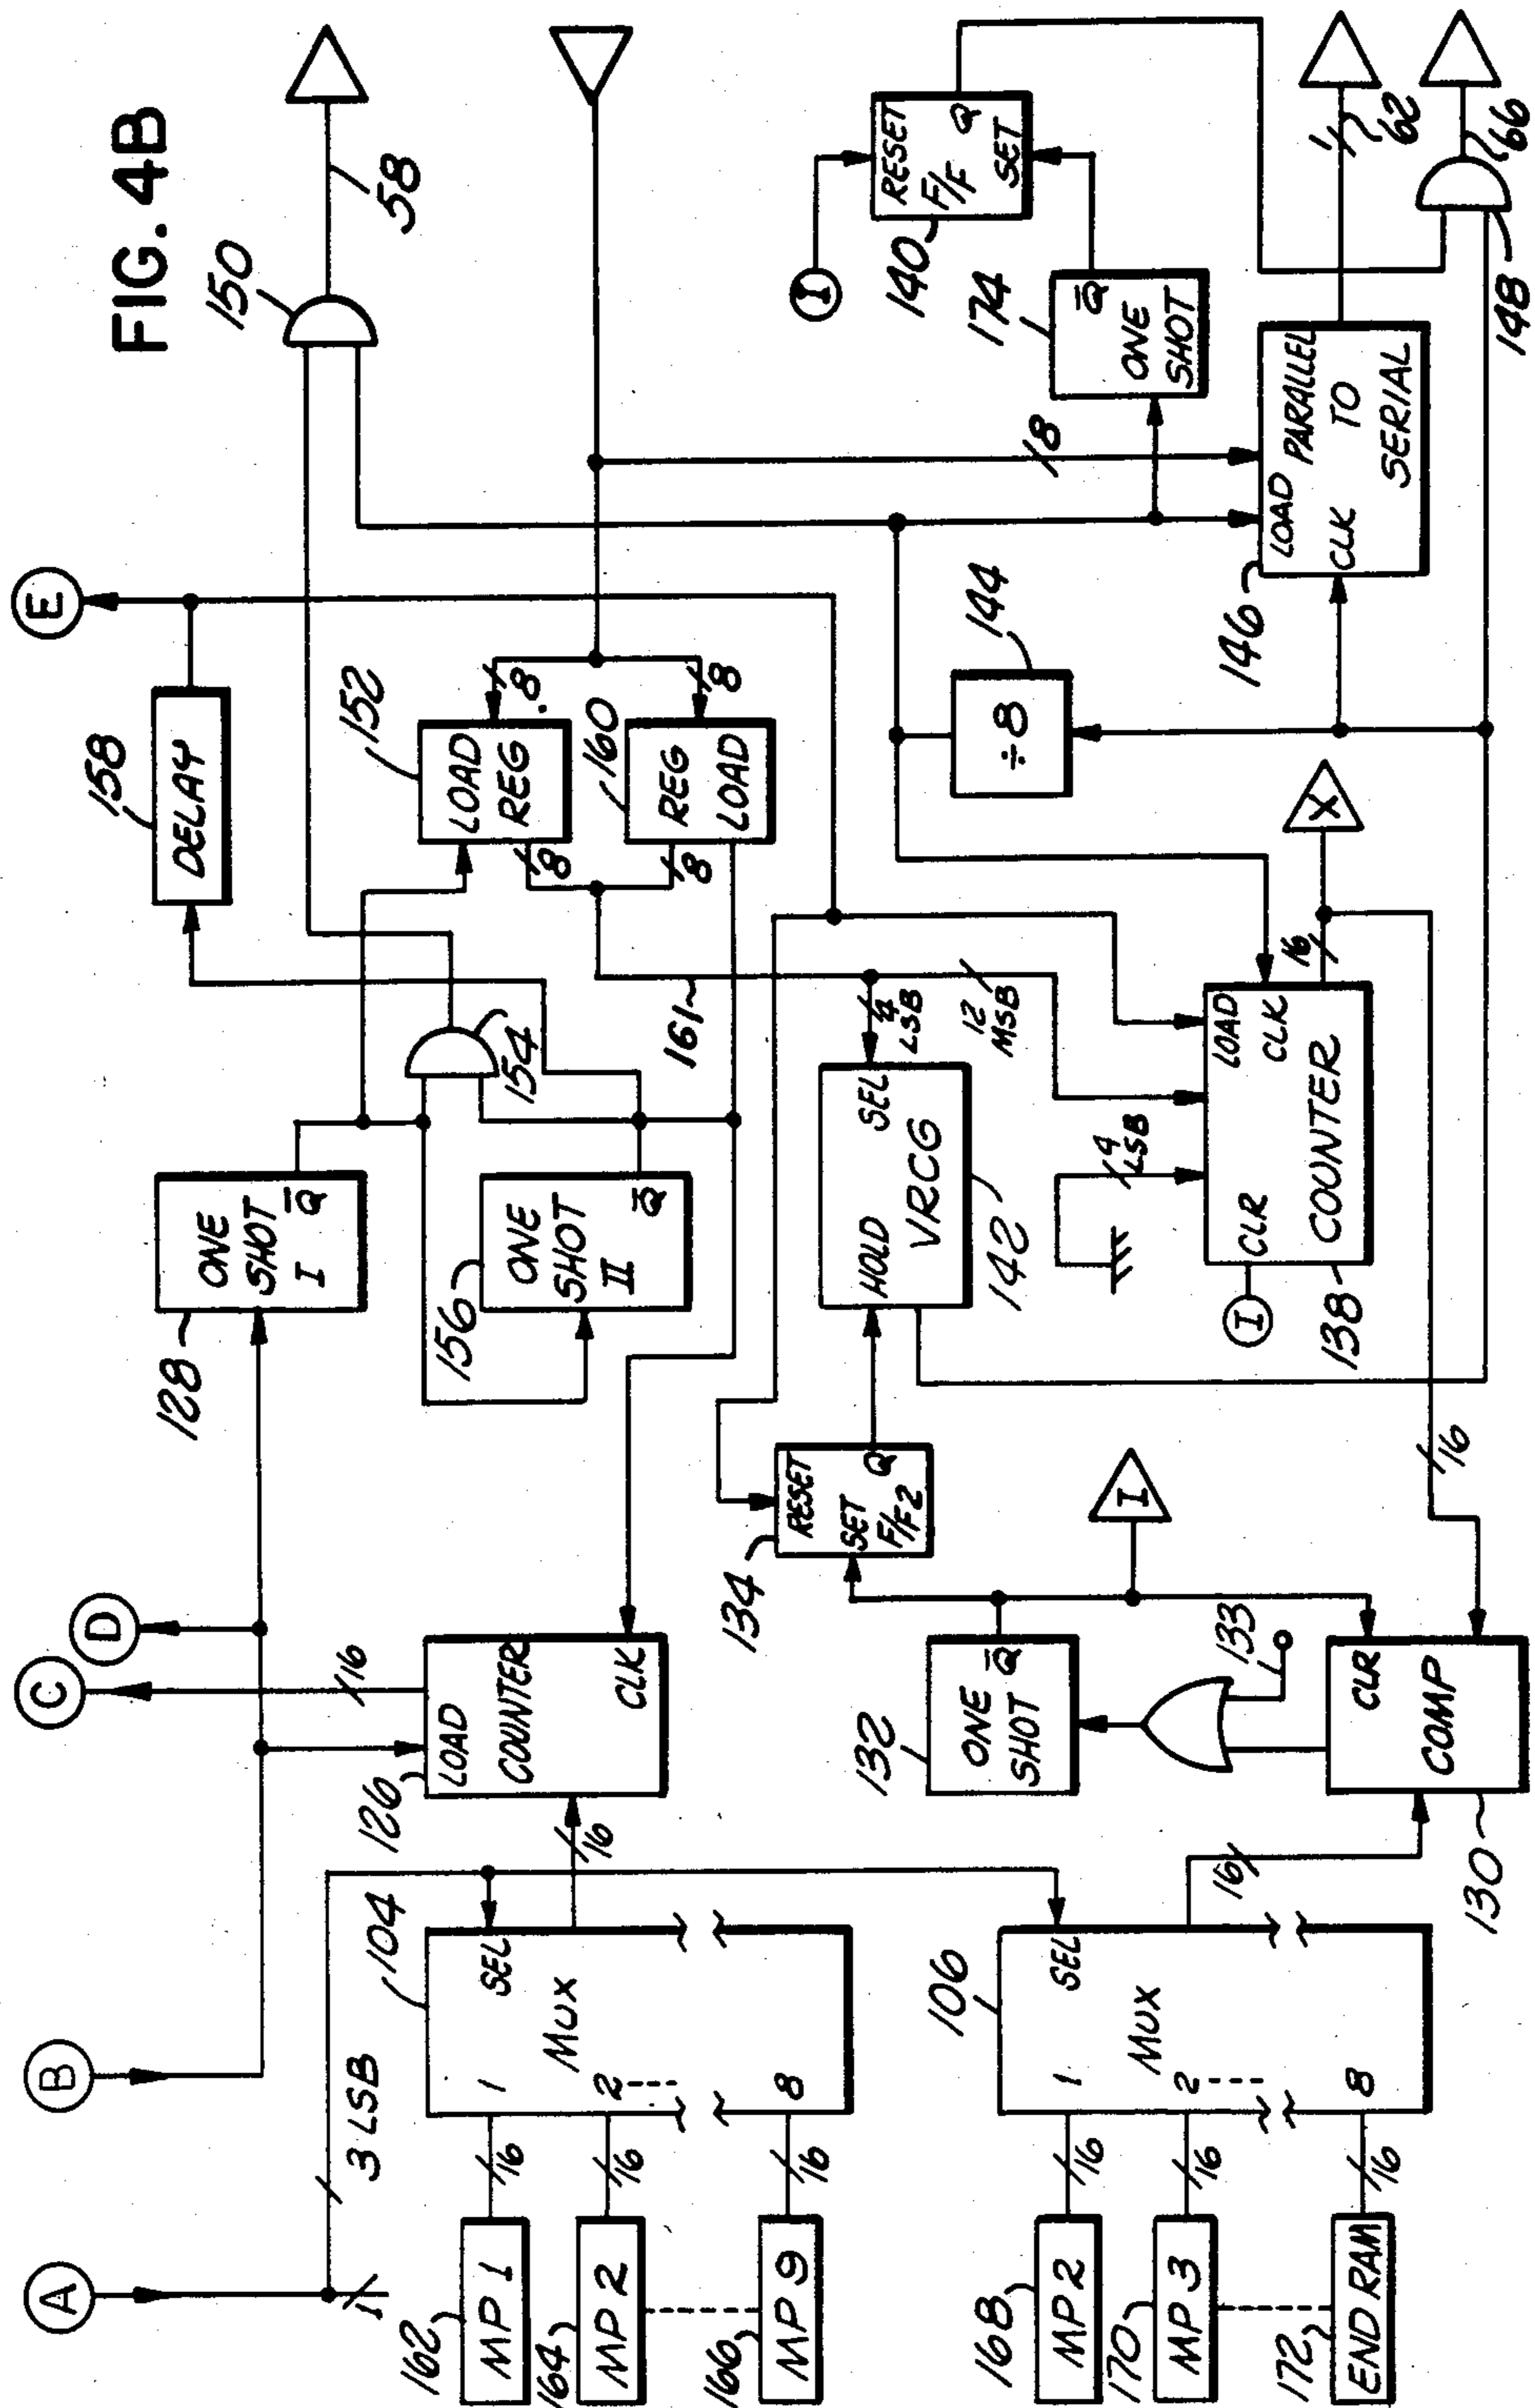 FIG. 4B
A
B
C
D
E
3 LSB
1
162
MP 1
16
164
MP 2
16
166
MP 9
16
104
SEL
MUX
1
2
8
16
126
LOAD
COUNTER
CLK
16
128
ONE
SHOT
I
Q̅
156
ONE
SHOT
II
Q̅
154
158
DELAY
152
LOAD
REG
8
8
160
REG
LOAD
8
8
161
150
58
168
MP 2
16
170
MP 3
16
172
END RAM
16
106
SEL
MUX
1
2
8
16
130
CLR
COMP
16
133
132
ONE
SHOT
Q̅
I
134
RESET
SET
Q
F/F2
HOLD
SEL
VRCG
142
4
LSB
12
MSB
4
LSB
I
CLR
LOAD
CLK
COUNTER
138
16
X
÷8
144
146
LOAD
PARALLEL
CLK
TO
SERIAL
8
174
ONE
SHOT
Q̅
I
140
RESET
F/F
Q
SET
1
62
66
148